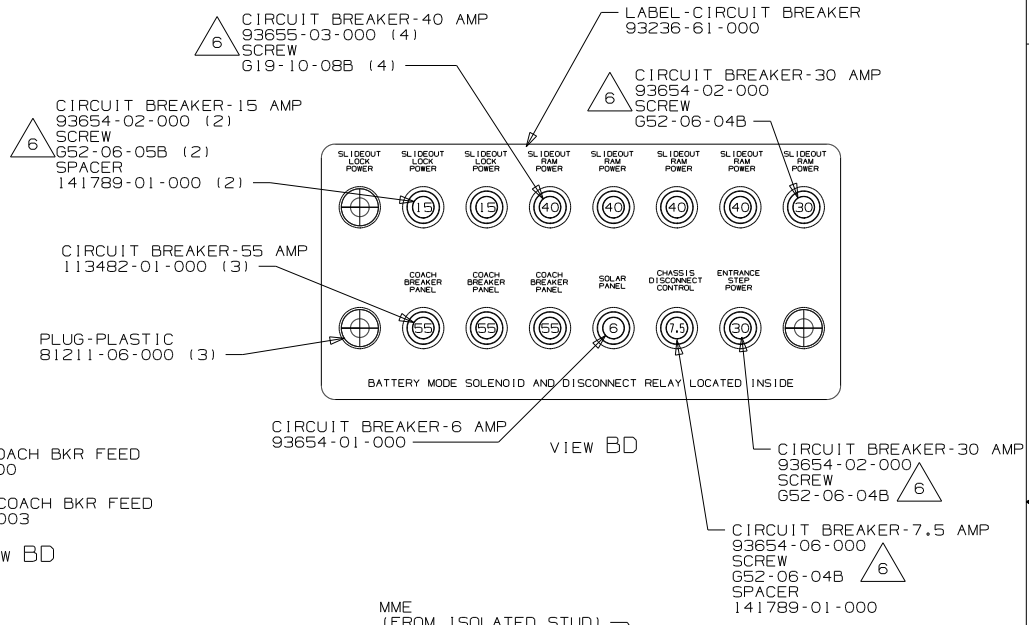 CIRCUIT BREAKER-40 AMP
93655-03-000 (4)
SCREW
G19-10-08B (4)
6
LABEL-CIRCUIT BREAKER
93236-61-000
CIRCUIT BREAKER-30 AMP
93654-02-000
SCREW
G52-06-04B
6
CIRCUIT BREAKER-15 AMP
93654-02-000 (2)
SCREW
G52-06-05B (2)
SPACER
141789-01-000 (2)
6
SLIDEOUT LOCK POWER
SLIDEOUT LOCK POWER
SLIDEOUT LOCK POWER
SLIDEOUT RAM POWER
SLIDEOUT RAM POWER
SLIDEOUT RAM POWER
SLIDEOUT RAM POWER
SLIDEOUT RAM POWER
15 15 40 40 40 40 30
CIRCUIT BREAKER-55 AMP
113482-01-000 (3)
COACH BREAKER PANEL
COACH BREAKER PANEL
COACH BREAKER PANEL
SOLAR PANEL
CHASSIS DISCONNECT CONTROL
ENTRANCE STEP POWER
55 55 55 6 7.5 30
PLUG-PLASTIC
81211-06-000 (3)
BATTERY MODE SOLENOID AND DISCONNECT RELAY LOCATED INSIDE
CIRCUIT BREAKER-6 AMP
93654-01-000
VIEW BD
CIRCUIT BREAKER-30 AMP
93654-02-000
SCREW
G52-06-04B
6
OACH BKR FEED
00
COACH BKR FEED
003
W BD
CIRCUIT BREAKER-7.5 AMP
93654-06-000
SCREW
G52-06-04B
SPACER
141789-01-000
6
MME
(FROM ISOLATED STUD)